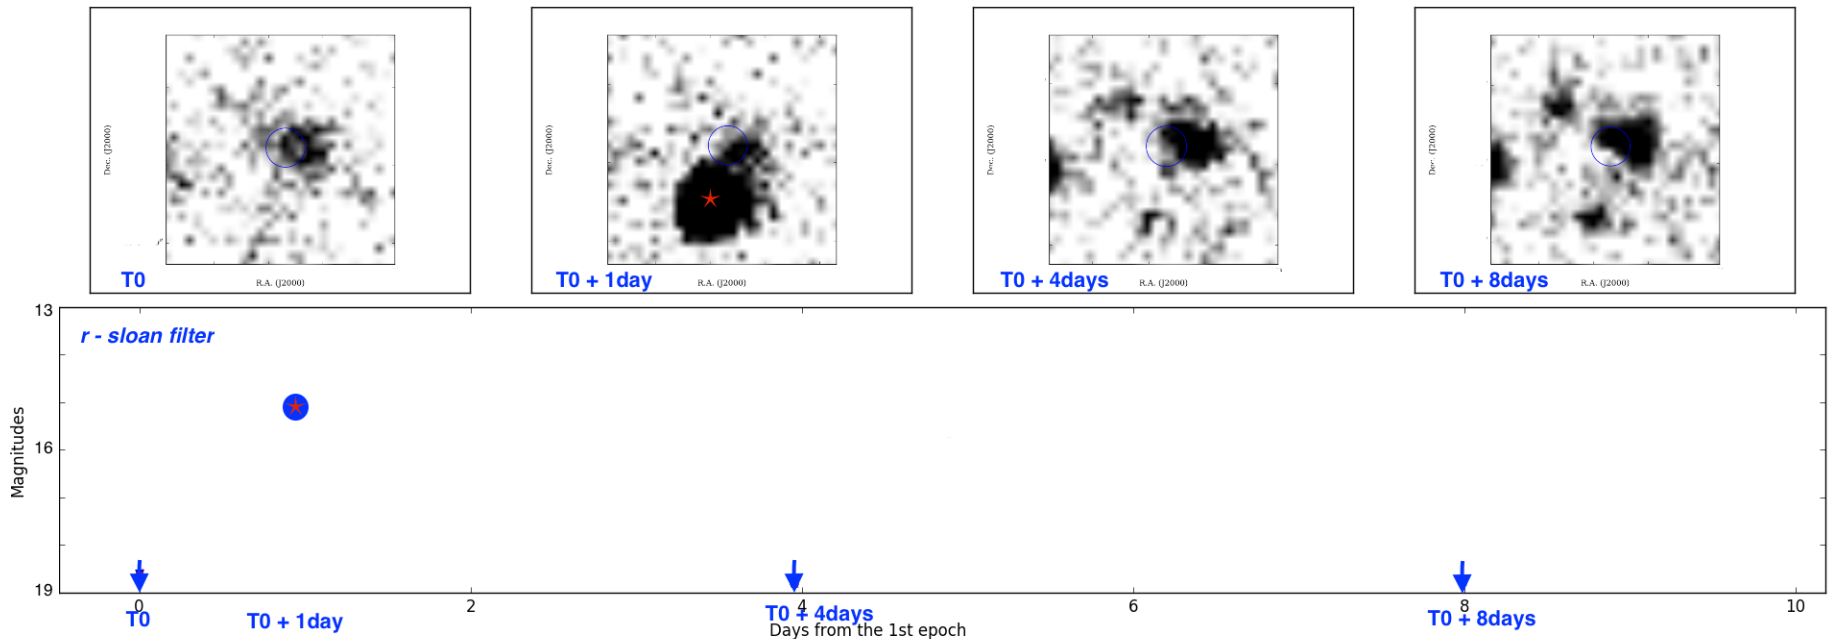 Dec. (J2000)
T0
R.A. (J2000)
Dec. (J2000)
T0 + 1day
R.A. (J2000)
Dec. (J2000)
T0 + 4days
R.A. (J2000)
Dec. (J2000)
T0 + 8days
R.A. (J2000)
r - sloan filter
Magnitudes
13
16
19
0
2
4
6
8
10
T0
T0 + 1day
T0 + 4days
T0 + 8days
Days from the 1st epoch